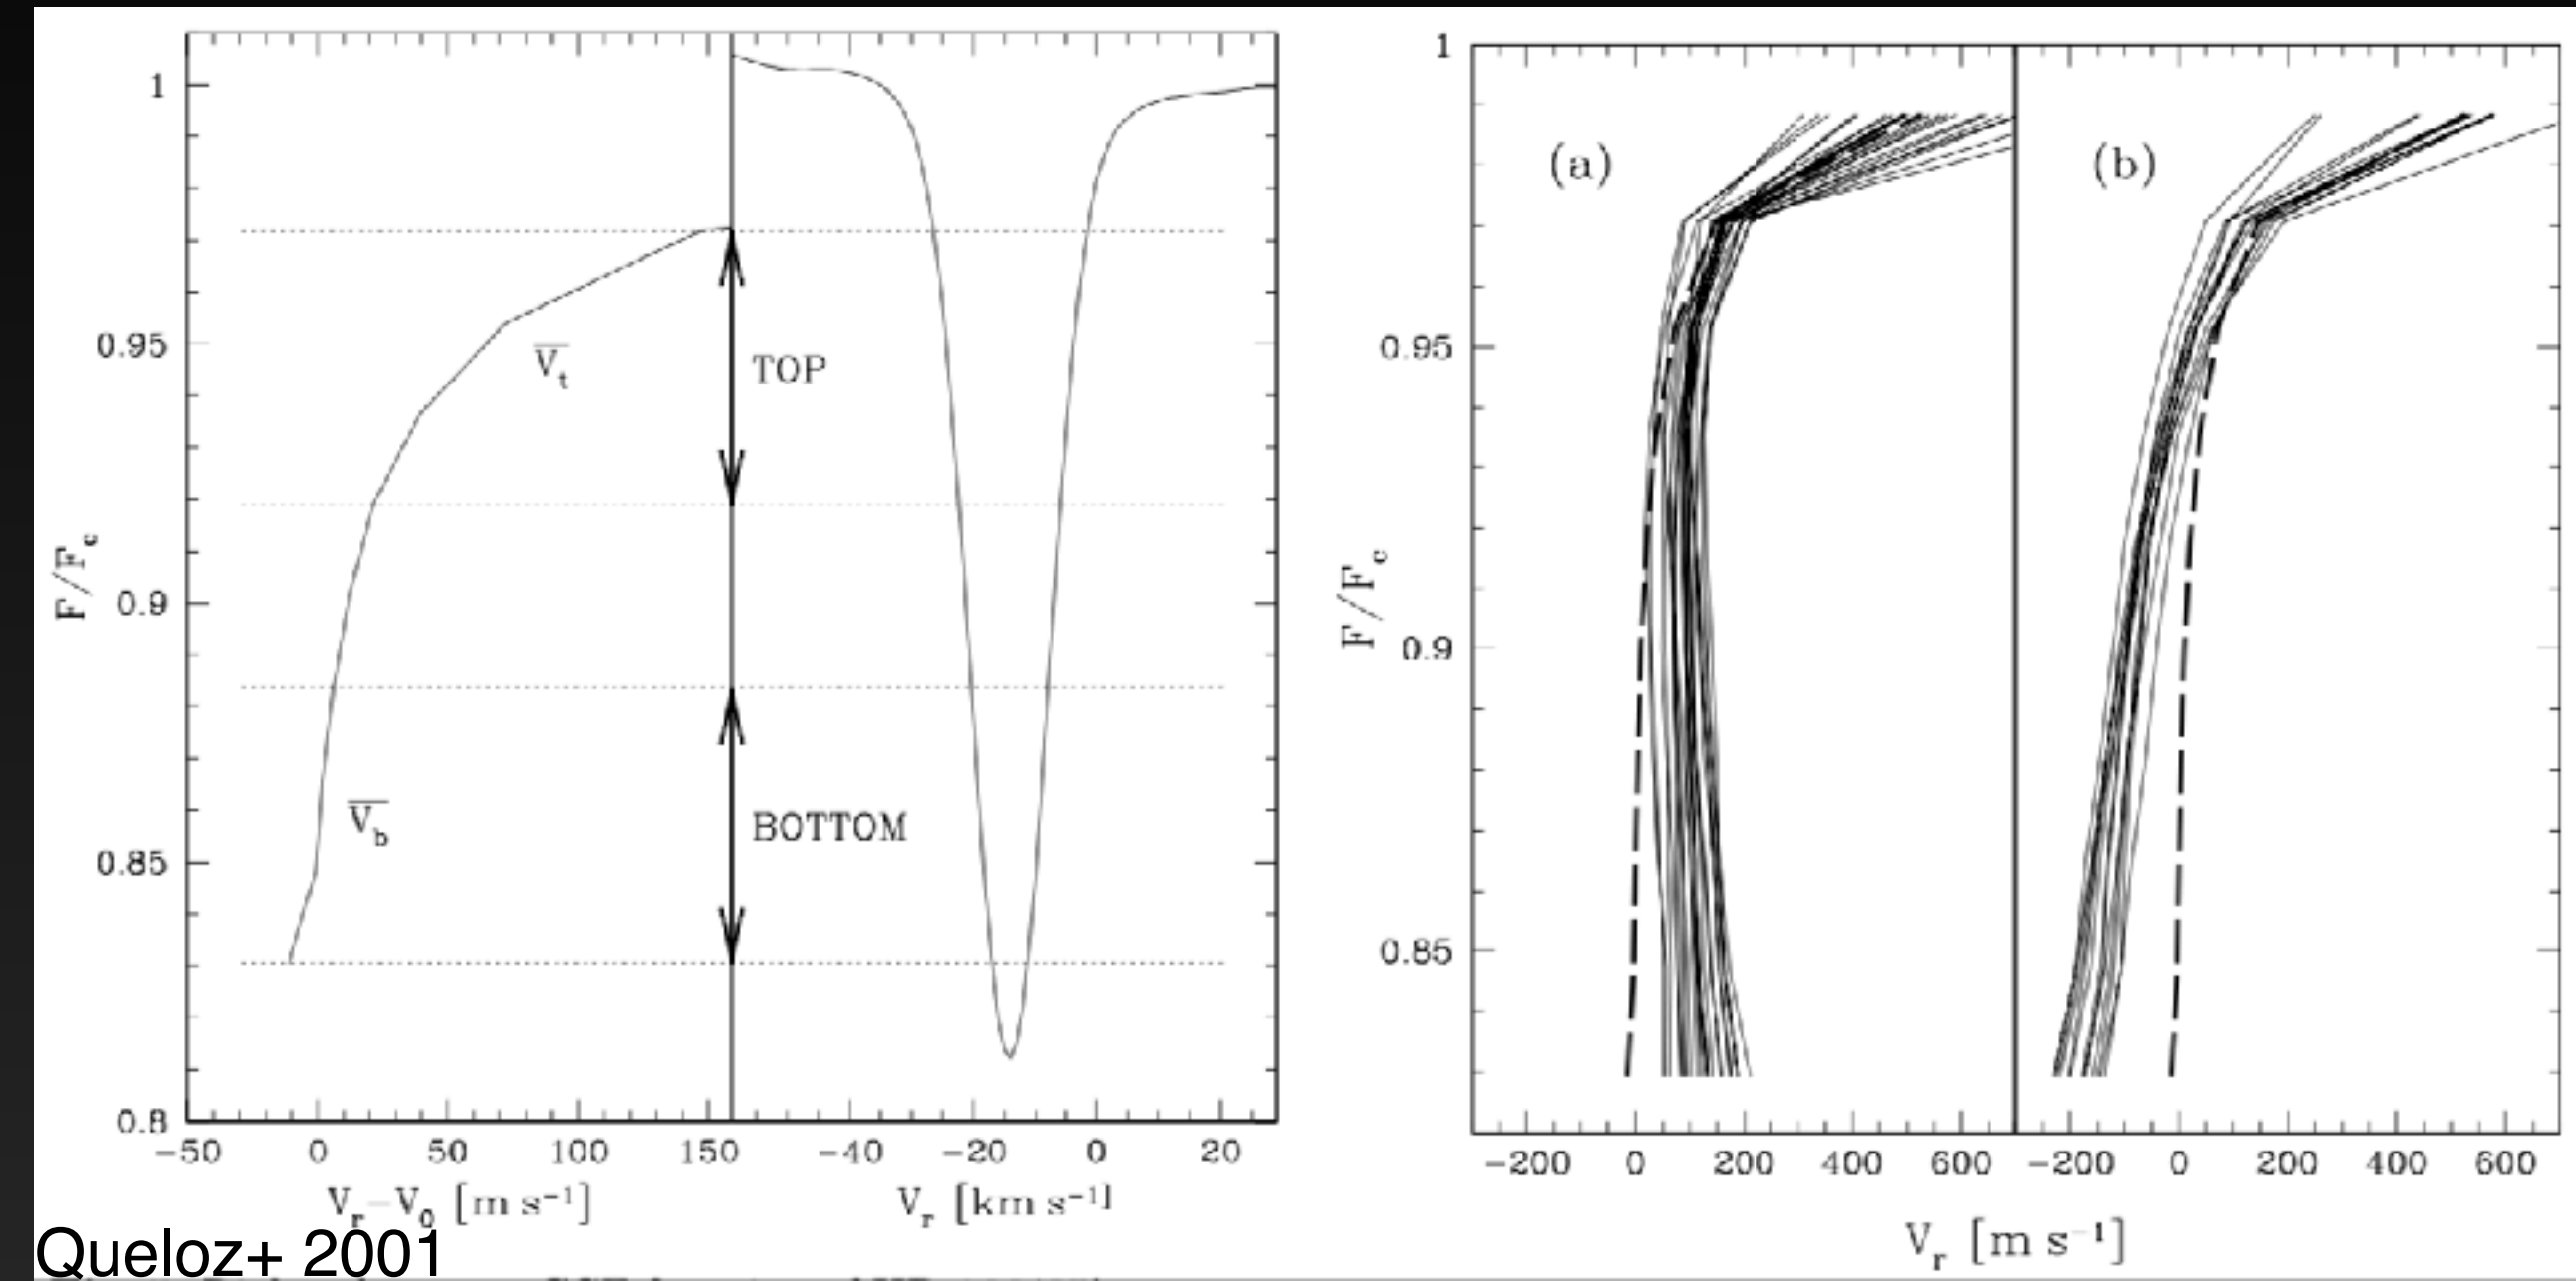 1
0.95
0.9
0.85
0.8
F/F_c
V_t
V_b
TOP
BOTTOM
−50 0 50 100 150 −40 −20 0 20
V_r−V_0 [m s⁻¹] V_r [km s⁻¹]
1
0.95
0.9
0.85
F/F_c
(a) (b)
−200 0 200 400 600 −200 0 200 400 600
V_r [m s⁻¹]
Queloz+ 2001